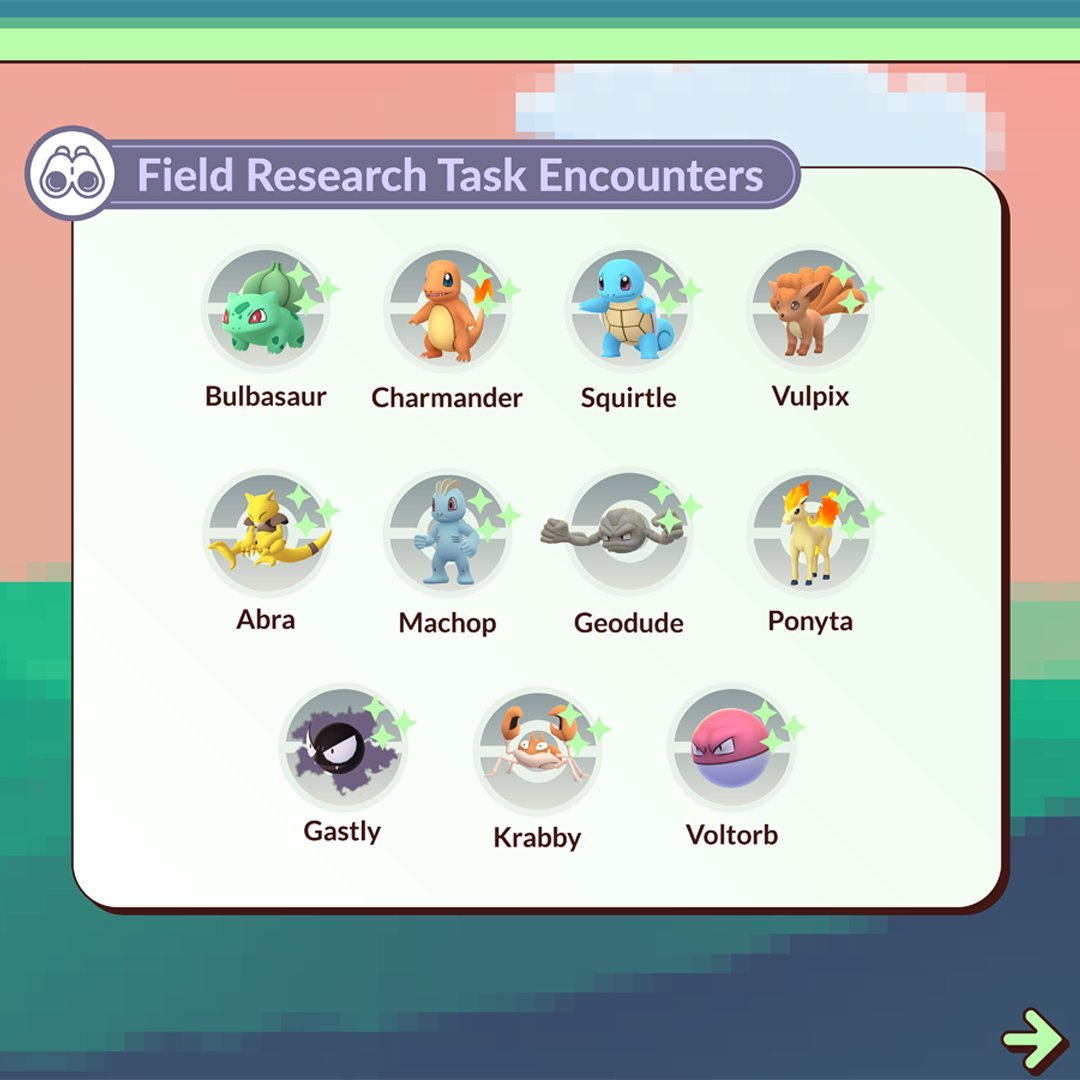 Field Research Task Encounters
Bulbasaur
Charmander
Squirtle
Vulpix
Abra
Machop
Geodude
Ponyta
Gastly
Krabby
Voltorb